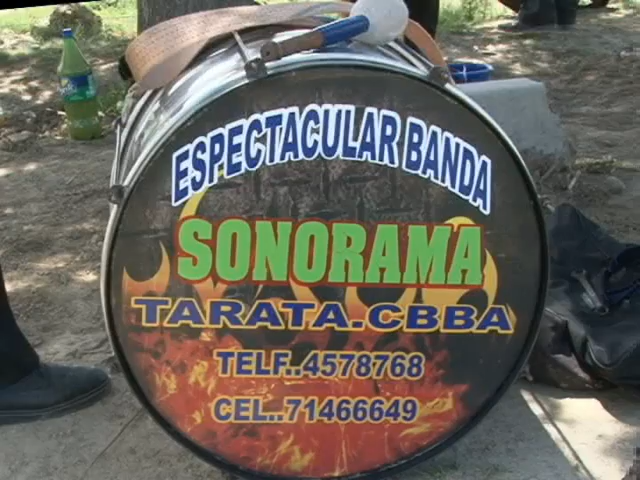 ESPECTACULAR BANDA
SONORAMA
TARATA.CBBA
TELF..4578768
CEL..71466649